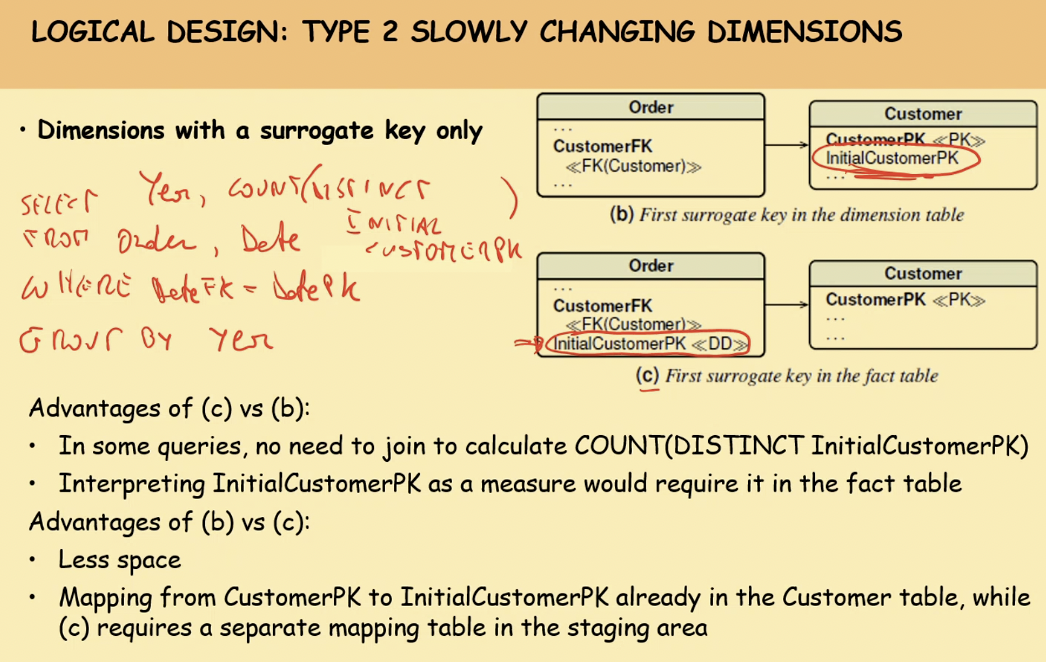 LOGICAL DESIGN: TYPE 2 SLOWLY CHANGING DIMENSIONS
• Dimensions with a surrogate key only
SELECT Year, COUNT(DISTINCT INITIAL CUSTOMERPK)
FROM Order, Date
WHERE DateFK = DatePK
GROUP BY Year
Order
...
CustomerFK
≪FK(Customer)≫
...
Customer
CustomerPK ≪PK≫
InitialCustomerPK
...
(b) First surrogate key in the dimension table
Order
...
CustomerFK
≪FK(Customer)≫
InitialCustomerPK ≪DD≫
Customer
CustomerPK ≪PK≫
...
...
(c) First surrogate key in the fact table
Advantages of (c) vs (b):
• In some queries, no need to join to calculate COUNT(DISTINCT InitialCustomerPK)
• Interpreting InitialCustomerPK as a measure would require it in the fact table
Advantages of (b) vs (c):
• Less space
• Mapping from CustomerPK to InitialCustomerPK already in the Customer table, while
(c) requires a separate mapping table in the staging area